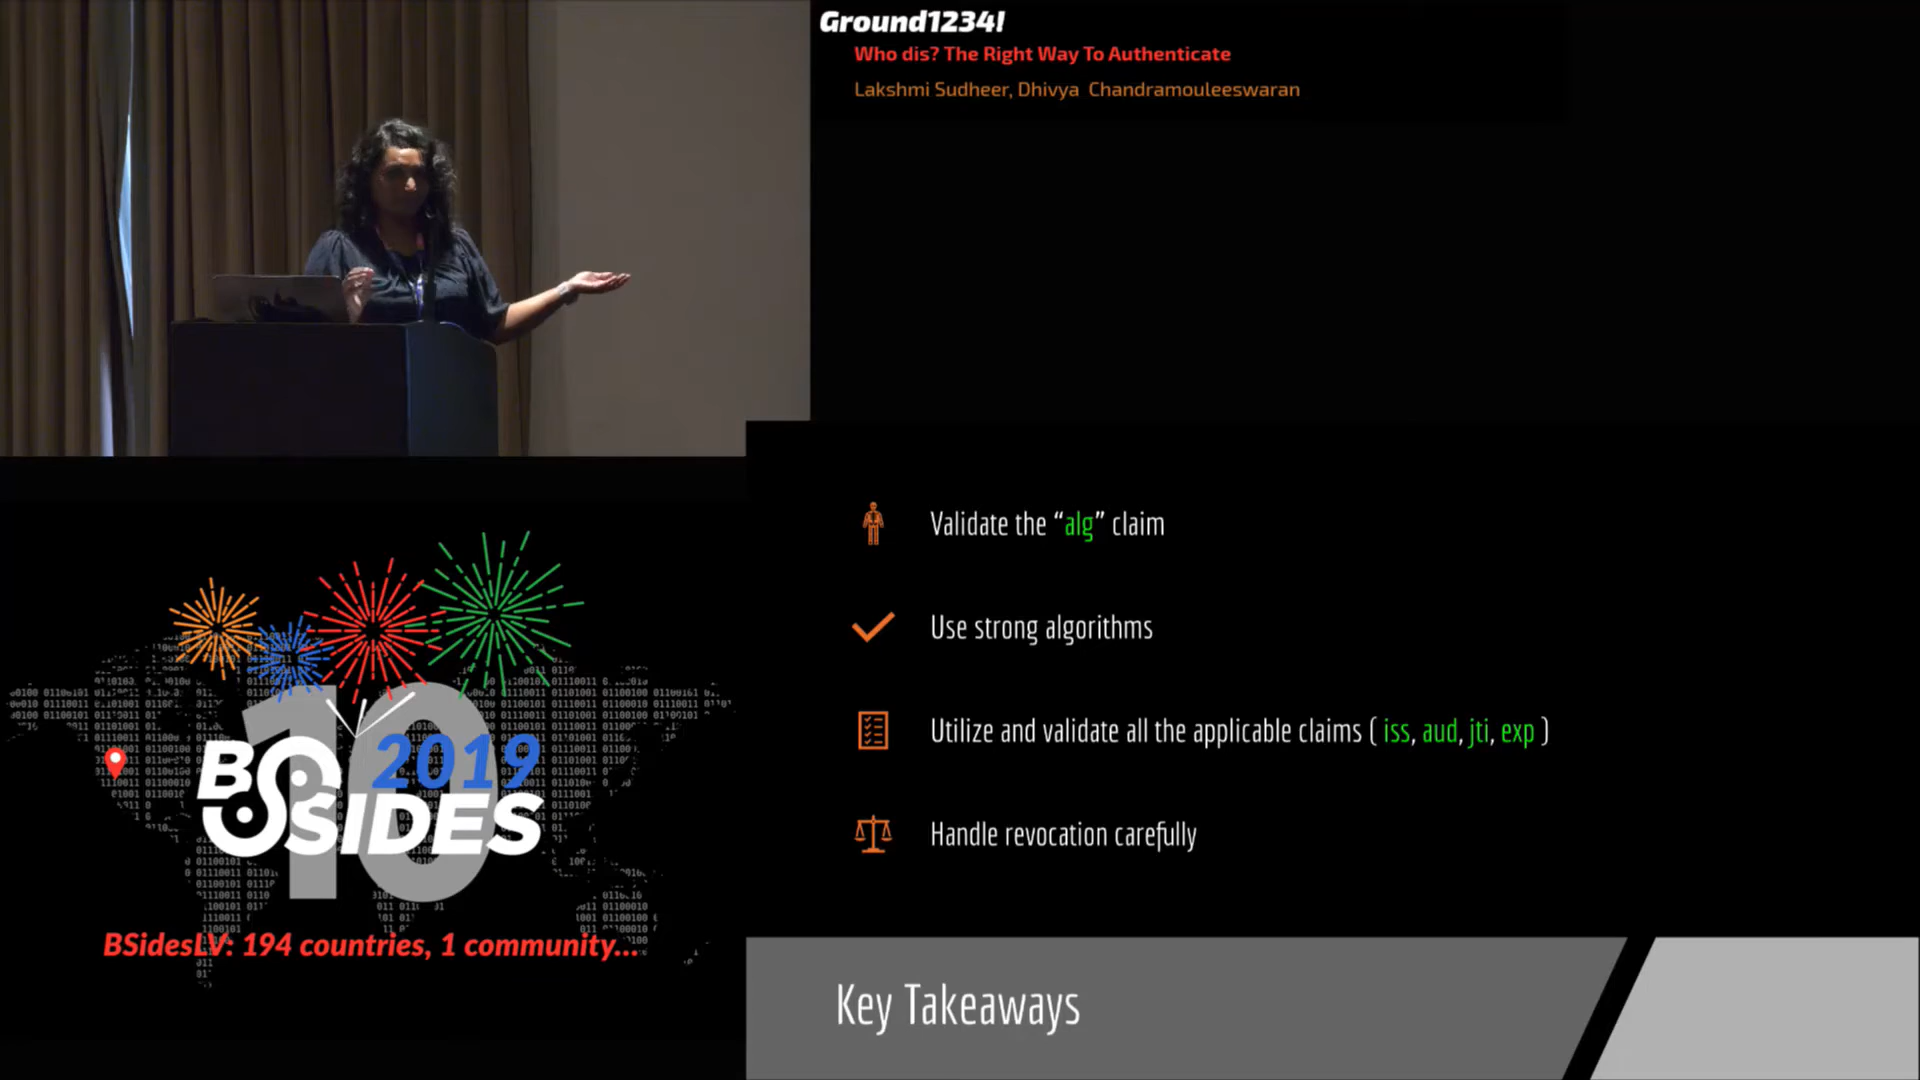 Ground1234!
Who dis? The Right Way To Authenticate
Lakshmi Sudheer, Dhivya Chandramouleeswaran
Validate the “alg” claim
Use strong algorithms
Utilize and validate all the applicable claims ( iss, aud, jti, exp )
Handle revocation carefully
Key Takeaways
10
2019
BSIDES
BSidesLV: 194 countries, 1 community...